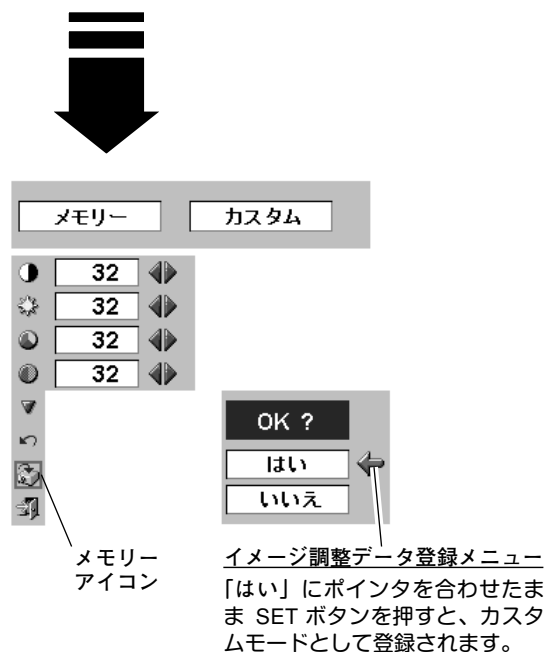 メモリー カスタム
32
32
32
32
OK ?
はい
いいえ
メモリー
アイコン
イメージ調整データ登録メニュー
「はい」にポインタを合わせたま
ま SET ボタンを押すと、カスタ
ムモードとして登録されます。